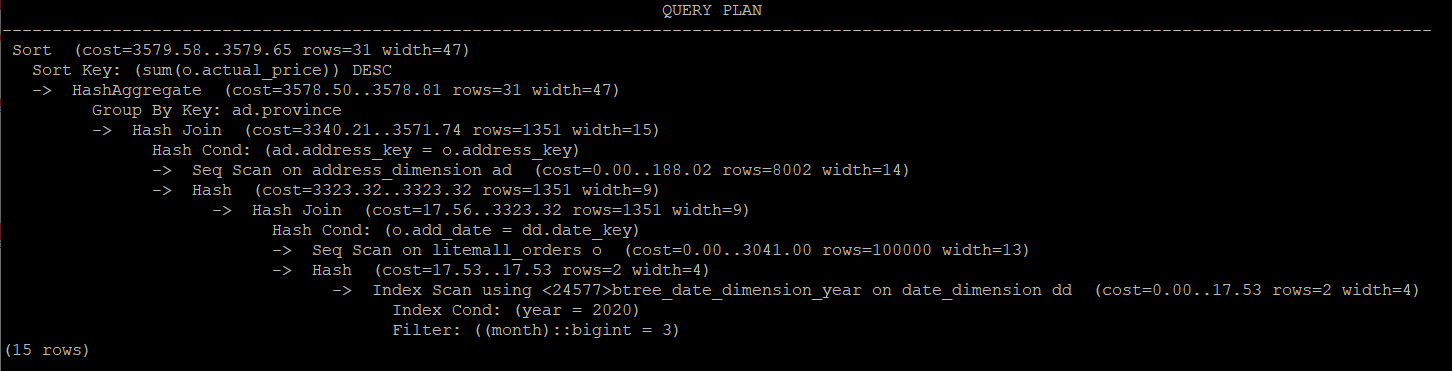 QUERY PLAN
-----------------------------------------------------------------------------------------------------------------------------------------------
Sort  (cost=3579.58..3579.65 rows=31 width=47)
  Sort Key: (sum(o.actual_price)) DESC
  ->  HashAggregate  (cost=3578.50..3578.81 rows=31 width=47)
        Group By Key: ad.province
        ->  Hash Join  (cost=3340.21..3571.74 rows=1351 width=15)
              Hash Cond: (ad.address_key = o.address_key)
              ->  Seq Scan on address_dimension ad  (cost=0.00..188.02 rows=8002 width=14)
              ->  Hash  (cost=3323.32..3323.32 rows=1351 width=9)
                    ->  Hash Join  (cost=17.56..3323.32 rows=1351 width=9)
                          Hash Cond: (o.add_date = dd.date_key)
                          ->  Seq Scan on litemall_orders o  (cost=0.00..3041.00 rows=100000 width=13)
                          ->  Hash  (cost=17.53..17.53 rows=2 width=4)
                                ->  Index Scan using <24577>btree_date_dimension_year on date_dimension dd  (cost=0.00..17.53 rows=2 width=4)
                                      Index Cond: (year = 2020)
                                      Filter: ((month)::bigint = 3)
(15 rows)